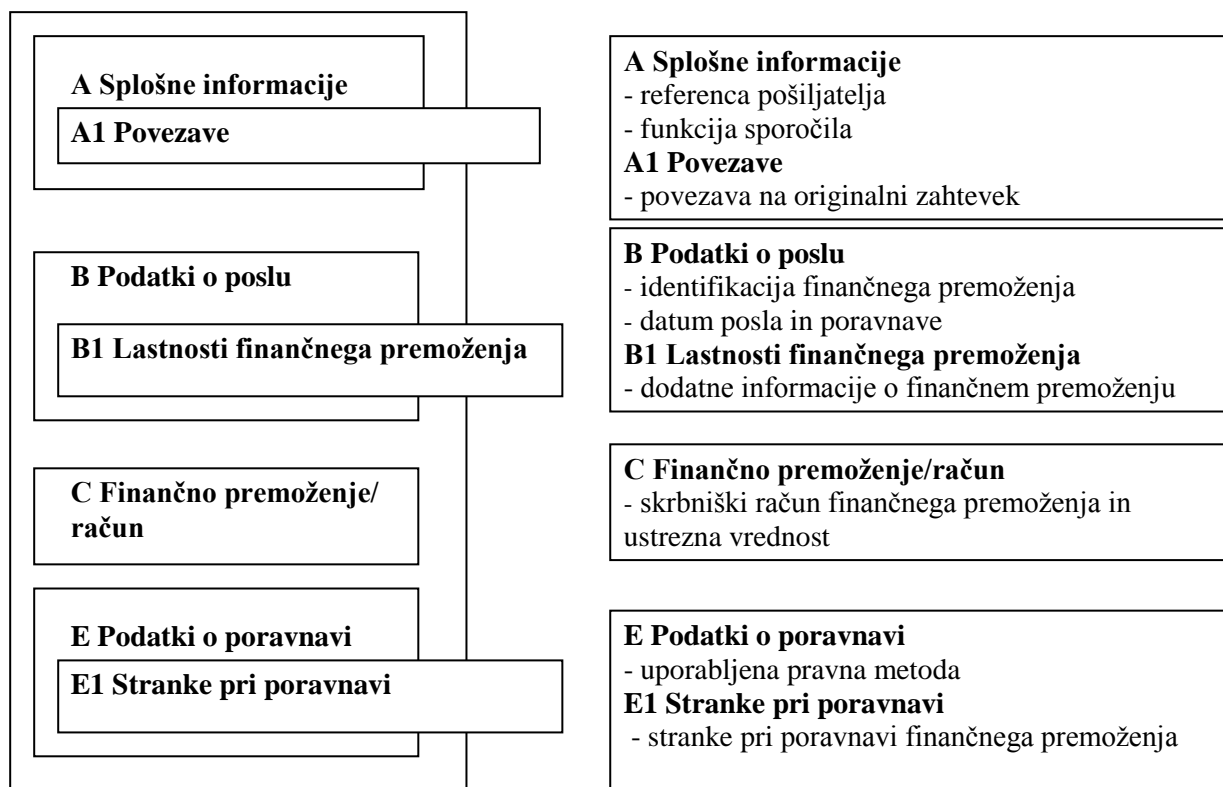 A Splošne informacije
A1 Povezave
B Podatki o poslu
B1 Lastnosti finančnega premoženja
C Finančno premoženje/
račun
E Podatki o poravnavi
E1 Stranke pri poravnavi
A Splošne informacije
- referenca pošiljatelja
- funkcija sporočila
A1 Povezave
- povezava na originalni zahtevek
B Podatki o poslu
- identifikacija finančnega premoženja
- datum posla in poravnave
B1 Lastnosti finančnega premoženja
- dodatne informacije o finančnem premoženju
C Finančno premoženje/račun
- skrbniški račun finančnega premoženja in
ustrezna vrednost
E Podatki o poravnavi
- uporabljena pravna metoda
E1 Stranke pri poravnavi
- stranke pri poravnavi finančnega premoženja